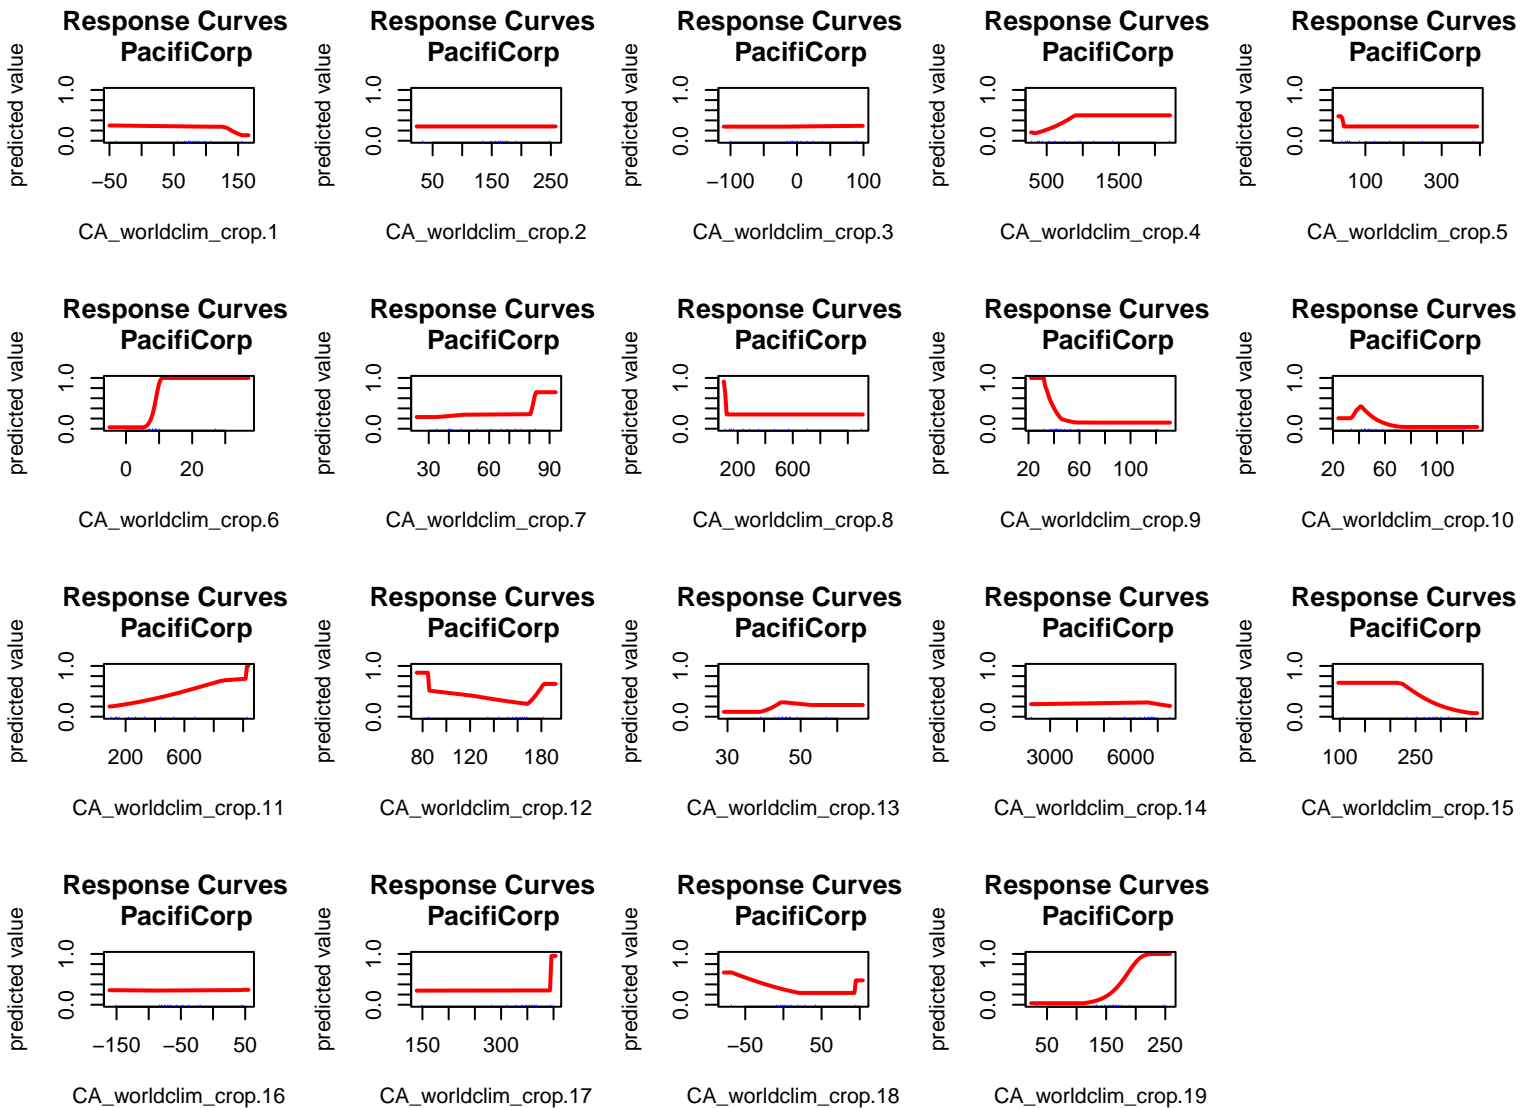 Response Curves
PacifiCorp
predicted value
0.0 1.0
−50 50 150
CA_worldclim_crop.1
Response Curves
PacifiCorp
predicted value
0.0 1.0
50 150 250
CA_worldclim_crop.2
Response Curves
PacifiCorp
predicted value
0.0 1.0
−100 0 100
CA_worldclim_crop.3
Response Curves
PacifiCorp
predicted value
0.0 1.0
500 1500
CA_worldclim_crop.4
Response Curves
PacifiCorp
predicted value
0.0 1.0
100 300
CA_worldclim_crop.5
Response Curves
PacifiCorp
predicted value
0.0 1.0
0 20
CA_worldclim_crop.6
Response Curves
PacifiCorp
predicted value
0.0 1.0
30 60 90
CA_worldclim_crop.7
Response Curves
PacifiCorp
predicted value
0.0 1.0
200 600
CA_worldclim_crop.8
Response Curves
PacifiCorp
predicted value
0.0 1.0
20 60 100
CA_worldclim_crop.9
Response Curves
PacifiCorp
predicted value
0.0 1.0
20 60 100
CA_worldclim_crop.10
Response Curves
PacifiCorp
predicted value
0.0 1.0
200 600
CA_worldclim_crop.11
Response Curves
PacifiCorp
predicted value
0.0 1.0
80 120 180
CA_worldclim_crop.12
Response Curves
PacifiCorp
predicted value
0.0 1.0
30 50
CA_worldclim_crop.13
Response Curves
PacifiCorp
predicted value
0.0 1.0
3000 6000
CA_worldclim_crop.14
Response Curves
PacifiCorp
predicted value
0.0 1.0
100 250
CA_worldclim_crop.15
Response Curves
PacifiCorp
predicted value
0.0 1.0
−150 −50 50
CA_worldclim_crop.16
Response Curves
PacifiCorp
predicted value
0.0 1.0
150 300
CA_worldclim_crop.17
Response Curves
PacifiCorp
predicted value
0.0 1.0
−50 50
CA_worldclim_crop.18
Response Curves
PacifiCorp
predicted value
0.0 1.0
50 150 250
CA_worldclim_crop.19